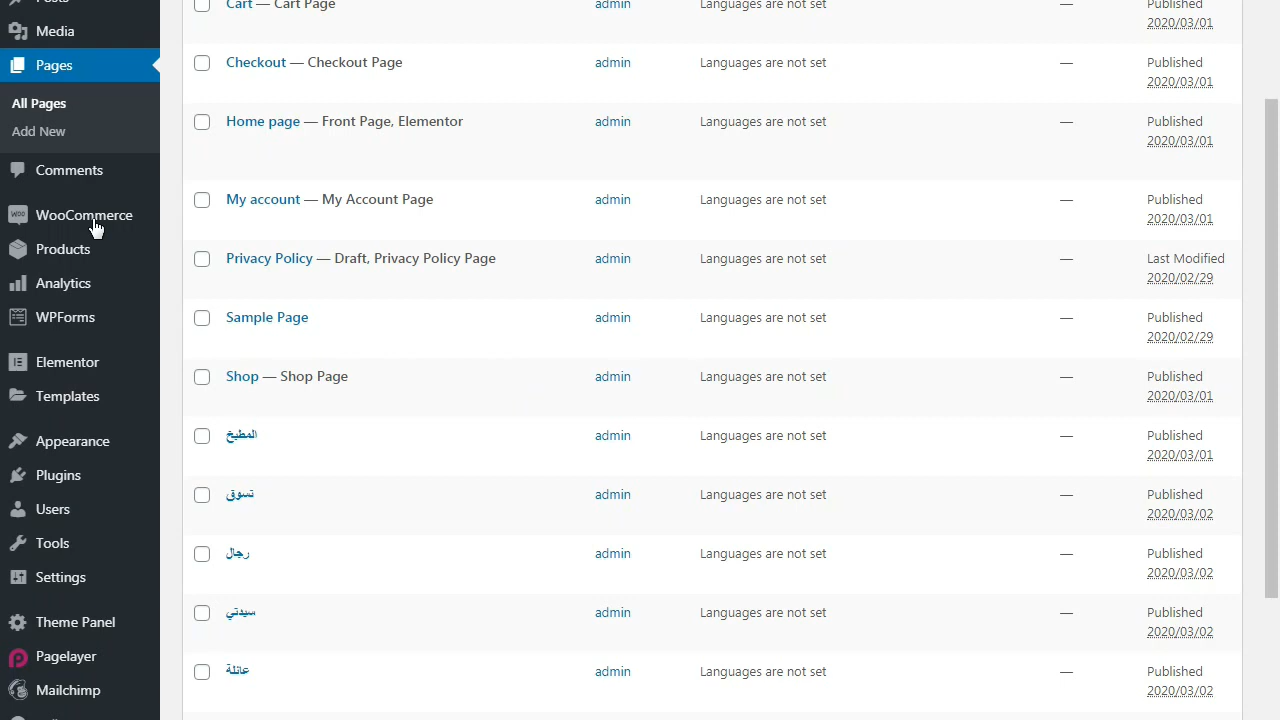 Posts
Media
Pages
All Pages
Add New
Comments
WooCommerce
Products
Analytics
WPForms
Elementor
Templates
Appearance
Plugins
Users
Tools
Settings
Theme Panel
Pagelayer
Mailchimp
Cart — Cart Page admin Languages are not set — Published
2020/03/01
Checkout — Checkout Page admin Languages are not set — Published
2020/03/01
Home page — Front Page, Elementor admin Languages are not set — Published
2020/03/01
My account — My Account Page admin Languages are not set — Published
2020/03/01
Privacy Policy — Draft, Privacy Policy Page admin Languages are not set — Last Modified
2020/02/29
Sample Page admin Languages are not set — Published
2020/02/29
Shop — Shop Page admin Languages are not set — Published
2020/03/01
المطبخ admin Languages are not set — Published
2020/03/01
تسوق admin Languages are not set — Published
2020/03/02
رجال admin Languages are not set — Published
2020/03/02
سيدتي admin Languages are not set — Published
2020/03/02
عائلة admin Languages are not set — Published
2020/03/02